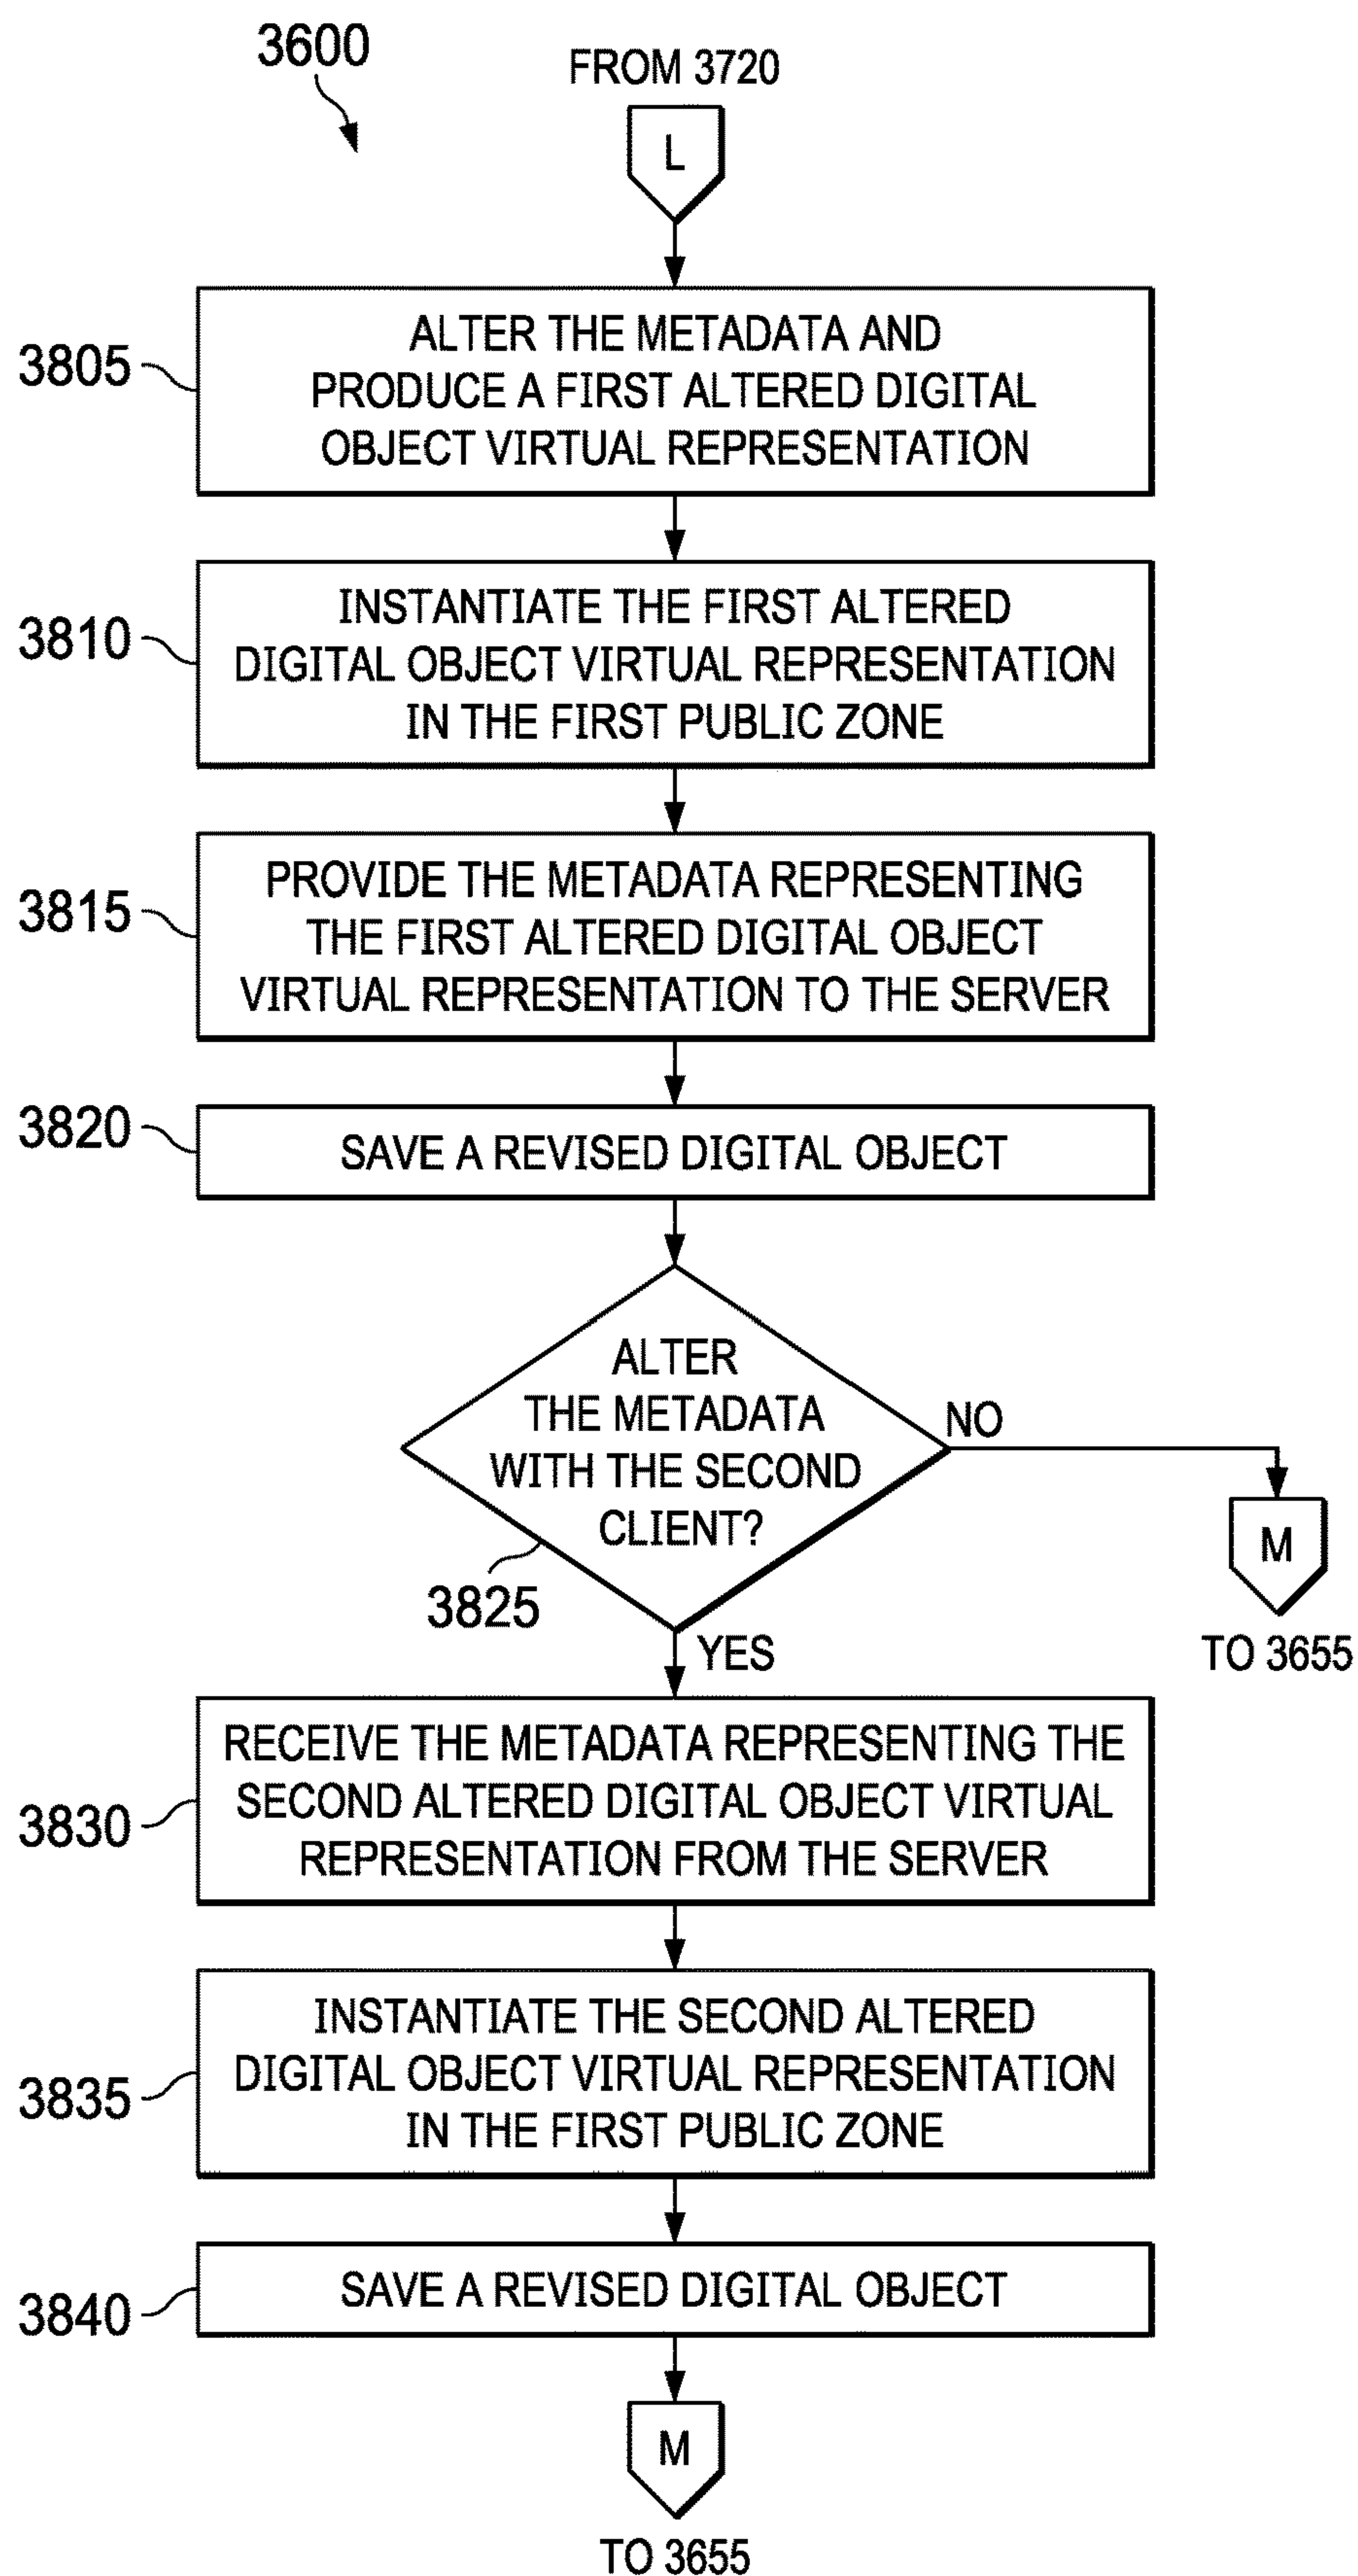 3600
FROM 3720
L
3805
ALTER THE METADATA AND
PRODUCE A FIRST ALTERED DIGITAL
OBJECT VIRTUAL REPRESENTATION
3810
INSTANTIATE THE FIRST ALTERED
DIGITAL OBJECT VIRTUAL REPRESENTATION
IN THE FIRST PUBLIC ZONE
3815
PROVIDE THE METADATA REPRESENTING
THE FIRST ALTERED DIGITAL OBJECT
VIRTUAL REPRESENTATION TO THE SERVER
3820
SAVE A REVISED DIGITAL OBJECT
ALTER
THE METADATA
WITH THE SECOND
CLIENT?
3825
NO
M
TO 3655
YES
3830
RECEIVE THE METADATA REPRESENTING THE
SECOND ALTERED DIGITAL OBJECT VIRTUAL
REPRESENTATION FROM THE SERVER
3835
INSTANTIATE THE SECOND ALTERED
DIGITAL OBJECT VIRTUAL REPRESENTATION
IN THE FIRST PUBLIC ZONE
3840
SAVE A REVISED DIGITAL OBJECT
M
TO 3655